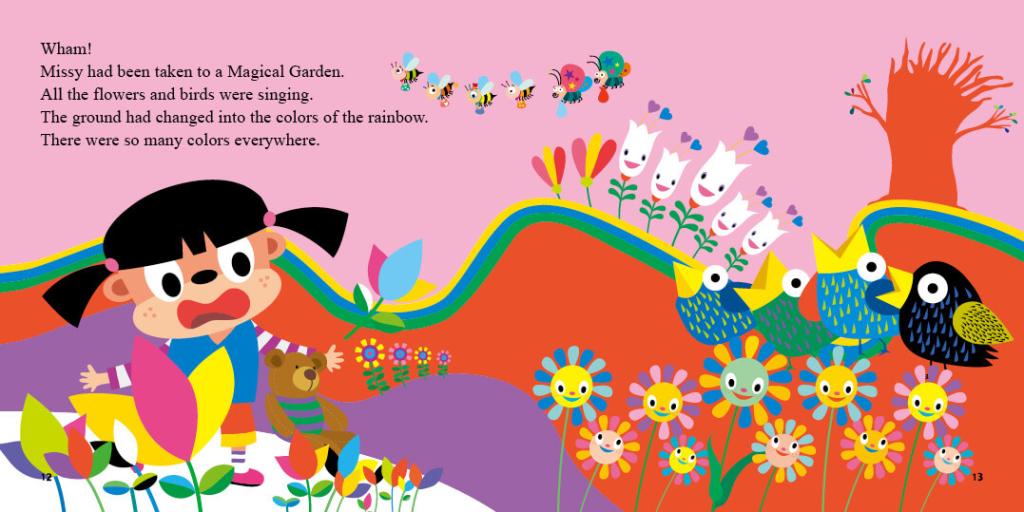 Wham!
Missy had been taken to a Magical Garden.
All the flowers and birds were singing.
The ground had changed into the colors of the rainbow.
There were so many colors everywhere.
12
13